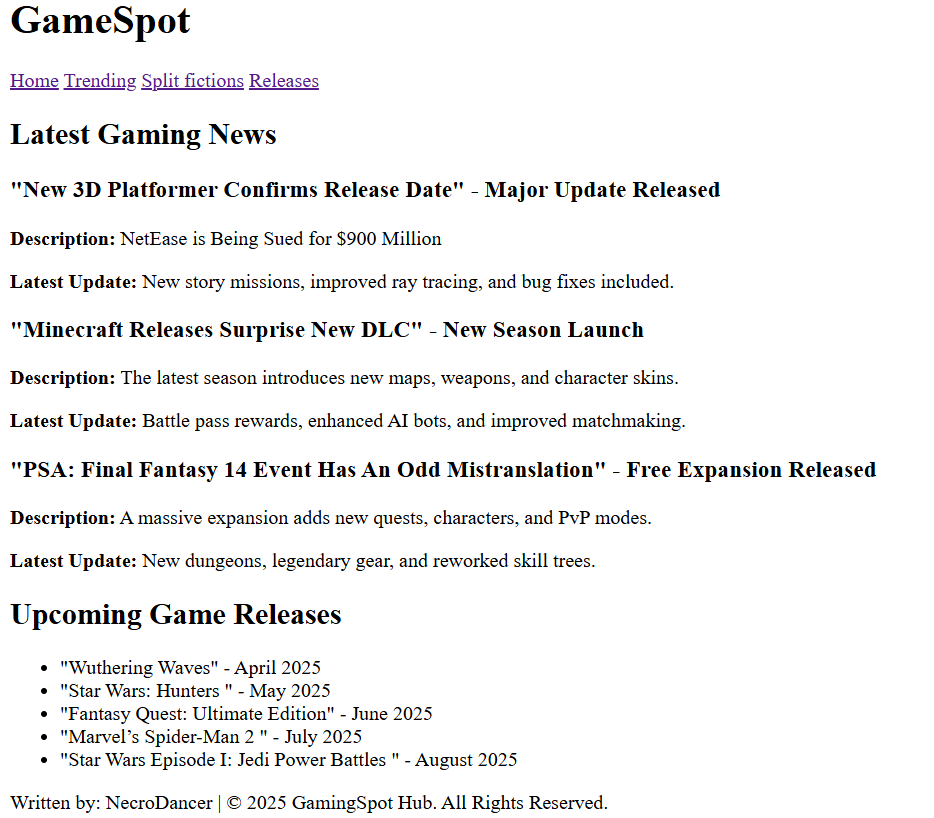 GameSpot
Home Trending Split fictions Releases
Latest Gaming News
"New 3D Platformer Confirms Release Date" - Major Update Released
Description: NetEase is Being Sued for $900 Million
Latest Update: New story missions, improved ray tracing, and bug fixes included.
"Minecraft Releases Surprise New DLC" - New Season Launch
Description: The latest season introduces new maps, weapons, and character skins.
Latest Update: Battle pass rewards, enhanced AI bots, and improved matchmaking.
"PSA: Final Fantasy 14 Event Has An Odd Mistranslation" - Free Expansion Released
Description: A massive expansion adds new quests, characters, and PvP modes.
Latest Update: New dungeons, legendary gear, and reworked skill trees.
Upcoming Game Releases
• "Wuthering Waves" - April 2025
• "Star Wars: Hunters " - May 2025
• "Fantasy Quest: Ultimate Edition" - June 2025
• "Marvel’s Spider-Man 2 " - July 2025
• "Star Wars Episode I: Jedi Power Battles " - August 2025
Written by: NecroDancer | © 2025 GamingSpot Hub. All Rights Reserved.